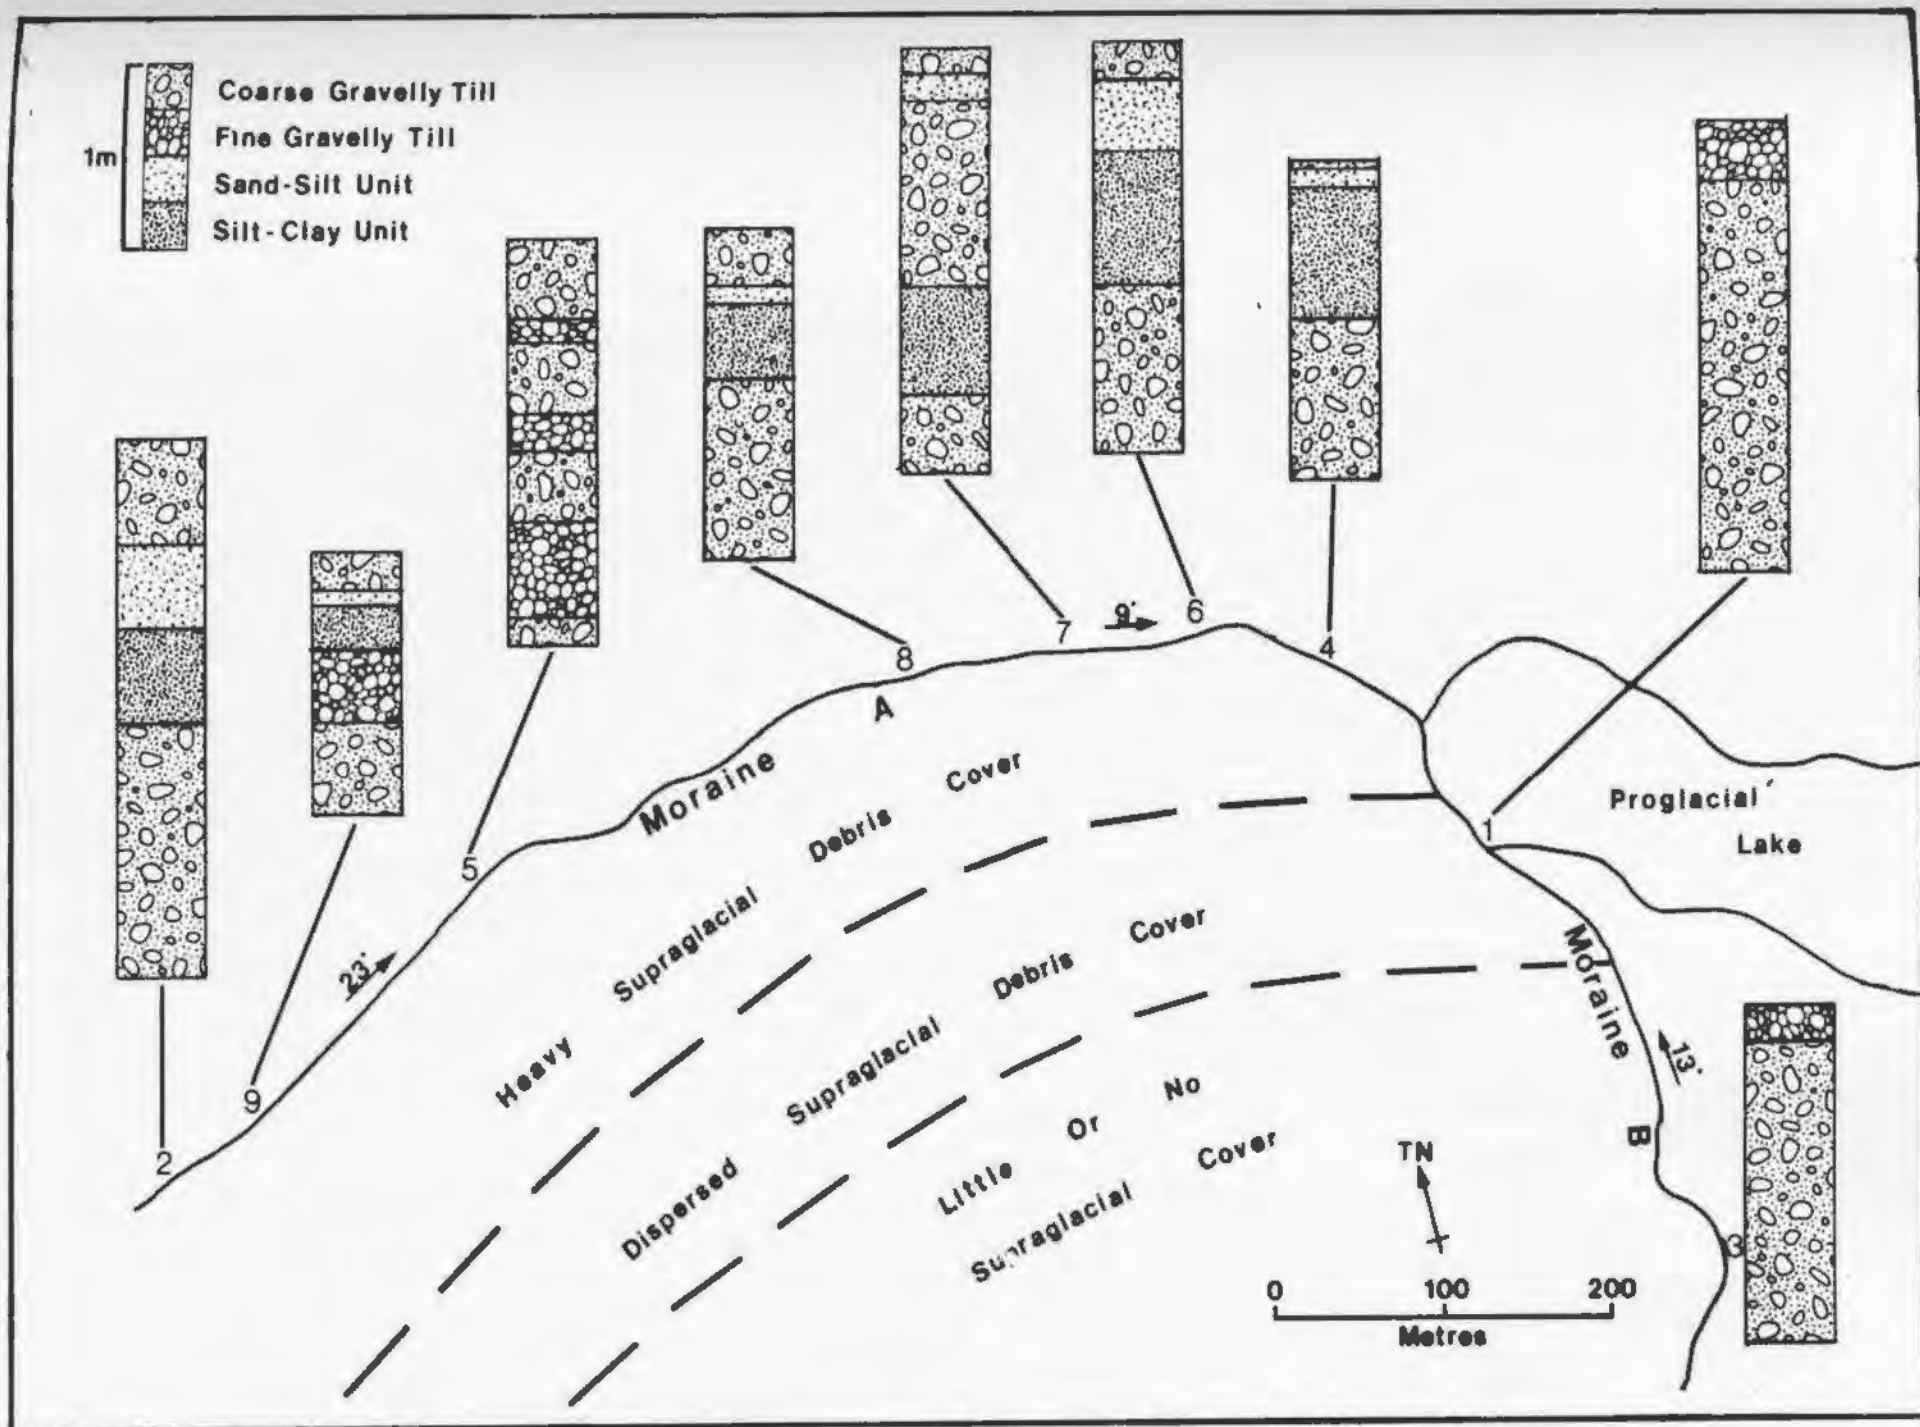 Coarse Gravelly Till
Fine Gravelly Till
1m
Sand-Silt Unit
Silt-Clay Unit
9°
6
7
4
8
A
Moraine
Heavy Supraglacial Debris Cover
Proglacial
Lake
1
5
23°
Dispersed Supraglacial Debris Cover
Moraine
13°
9
Little Or No
Supraglacial Cover
TN
B
2
3
0 100 200
Metres